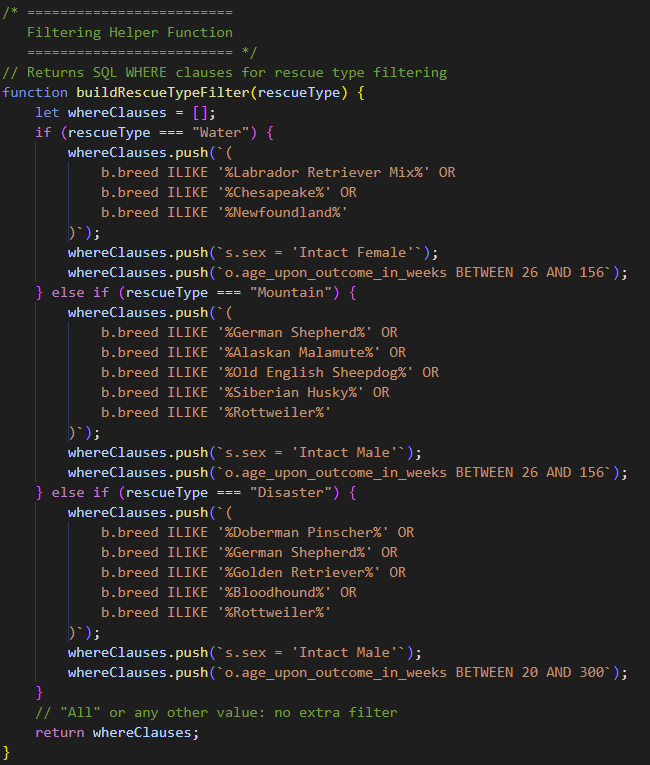 /* =========================
   Filtering Helper Function
   ========================= */
// Returns SQL WHERE clauses for rescue type filtering
function buildRescueTypeFilter(rescueType) {
    let whereClauses = [];
    if (rescueType === "Water") {
        whereClauses.push(`(
            b.breed ILIKE '%Labrador Retriever Mix%' OR
            b.breed ILIKE '%Chesapeake%' OR
            b.breed ILIKE '%Newfoundland%'
        )`);
        whereClauses.push(`s.sex = 'Intact Female'`);
        whereClauses.push(`o.age_upon_outcome_in_weeks BETWEEN 26 AND 156`);
    } else if (rescueType === "Mountain") {
        whereClauses.push(`(
            b.breed ILIKE '%German Shepherd%' OR
            b.breed ILIKE '%Alaskan Malamute%' OR
            b.breed ILIKE '%Old English Sheepdog%' OR
            b.breed ILIKE '%Siberian Husky%' OR
            b.breed ILIKE '%Rottweiler%'
        )`);
        whereClauses.push(`s.sex = 'Intact Male'`);
        whereClauses.push(`o.age_upon_outcome_in_weeks BETWEEN 26 AND 156`);
    } else if (rescueType === "Disaster") {
        whereClauses.push(`(
            b.breed ILIKE '%Doberman Pinscher%' OR
            b.breed ILIKE '%German Shepherd%' OR
            b.breed ILIKE '%Golden Retriever%' OR
            b.breed ILIKE '%Bloodhound%' OR
            b.breed ILIKE '%Rottweiler%'
        )`);
        whereClauses.push(`s.sex = 'Intact Male'`);
        whereClauses.push(`o.age_upon_outcome_in_weeks BETWEEN 20 AND 300`);
    }
    // "All" or any other value: no extra filter
    return whereClauses;
}